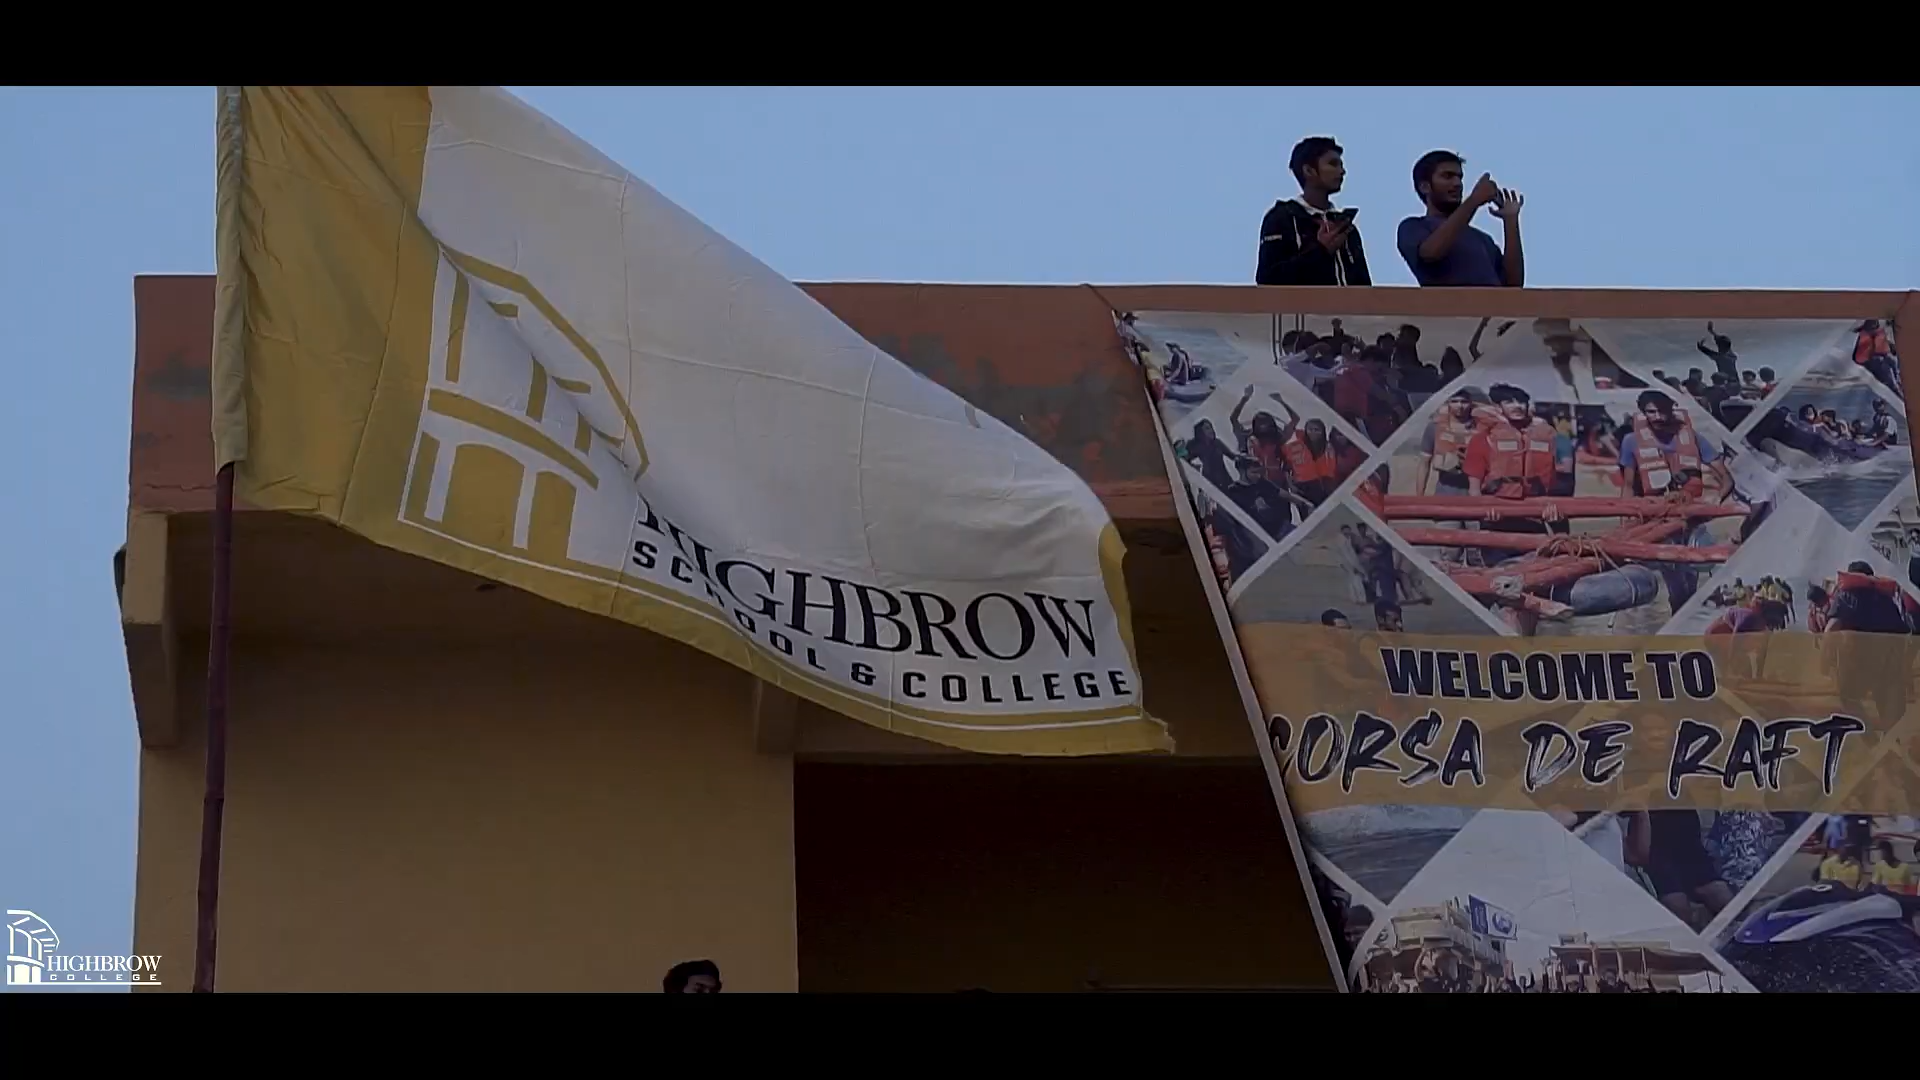 HIGHBROW
SCHOOL & COLLEGE
WELCOME TO
CORSA DE RAFT
HIGHBROW
COLLEGE